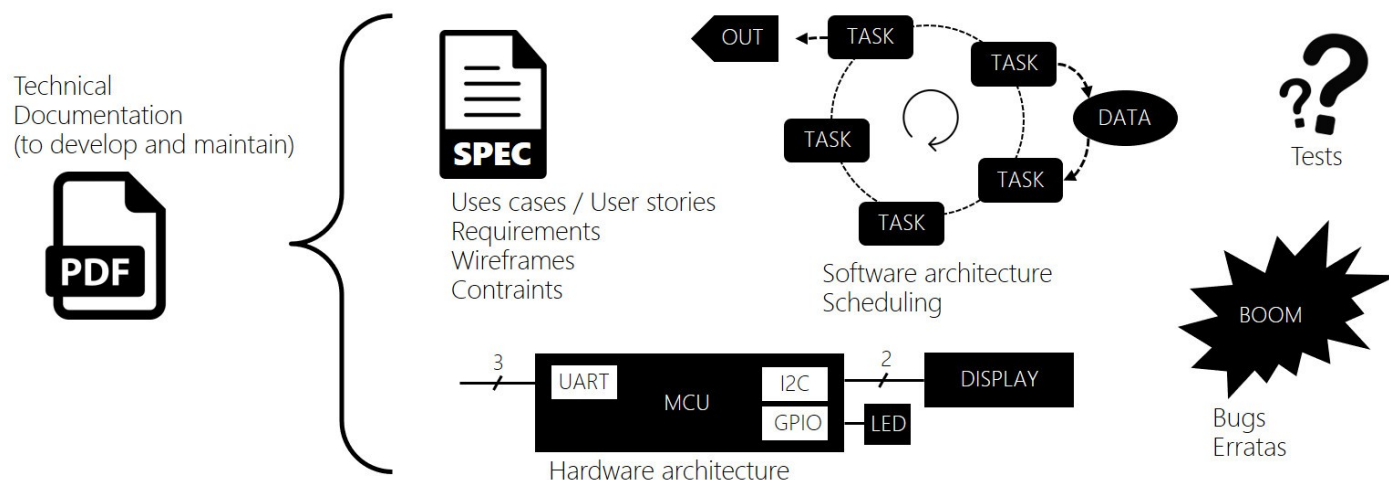 Technical
Documentation
(to develop and maintain)
PDF
SPEC
Uses cases / User stories
Requirements
Wireframes
Contraints
OUT
TASK
TASK
DATA
TASK
TASK
TASK
Software architecture
Scheduling
Tests
BOOM
Bugs
Erratas
3
UART
MCU
I2C
GPIO
2
DISPLAY
LED
Hardware architecture